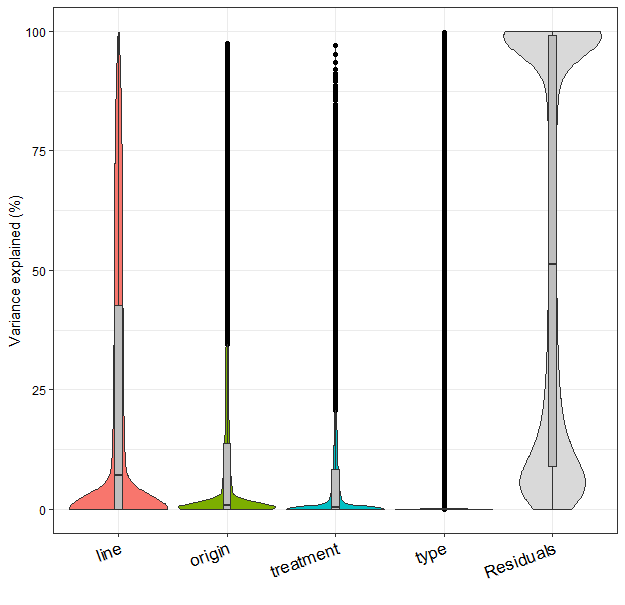 Variance explained (%)
100
75
50
25
0
line
origin
treatment
type
Residuals